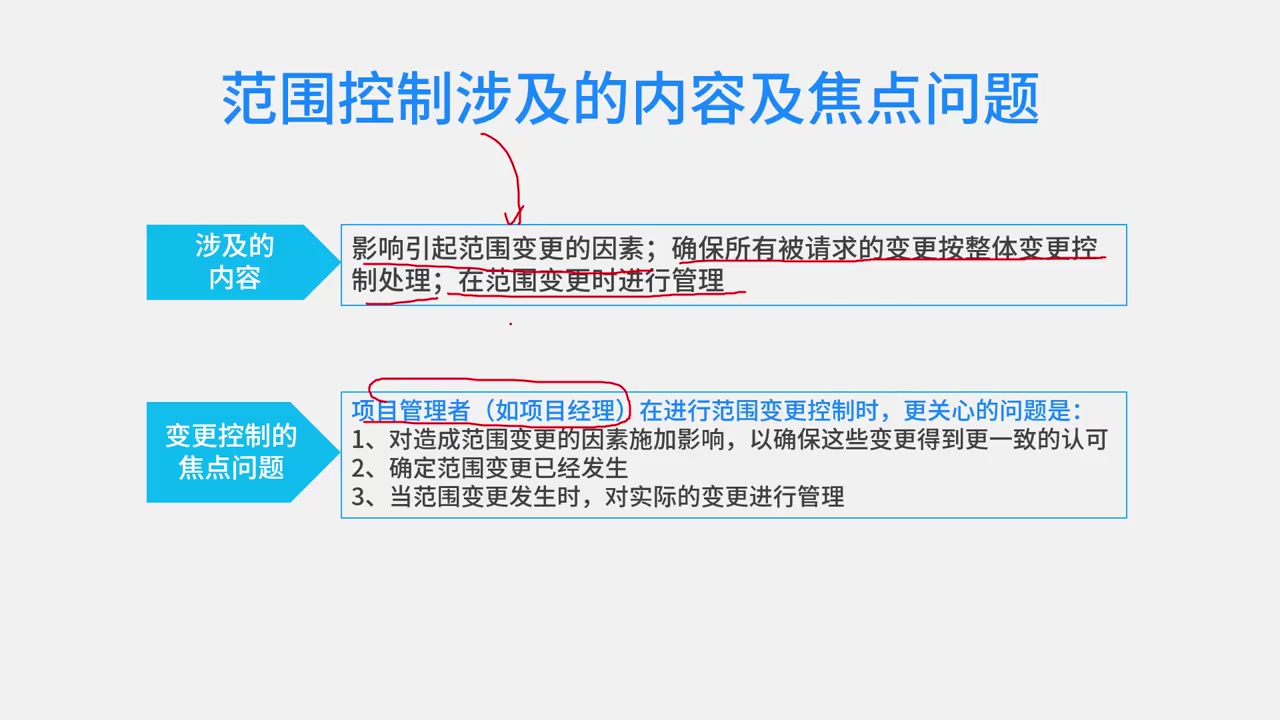 范围控制涉及的内容及焦点问题
涉及的
内容
影响引起范围变更的因素；确保所有被请求的变更按整体变更控
制处理；在范围变更时进行管理
变更控制的
焦点问题
项目管理者（如项目经理）在进行范围变更控制时，更关心的问题是：
1、对造成范围变更的因素施加影响，以确保这些变更得到更一致的认可
2、确定范围变更已经发生
3、当范围变更发生时，对实际的变更进行管理